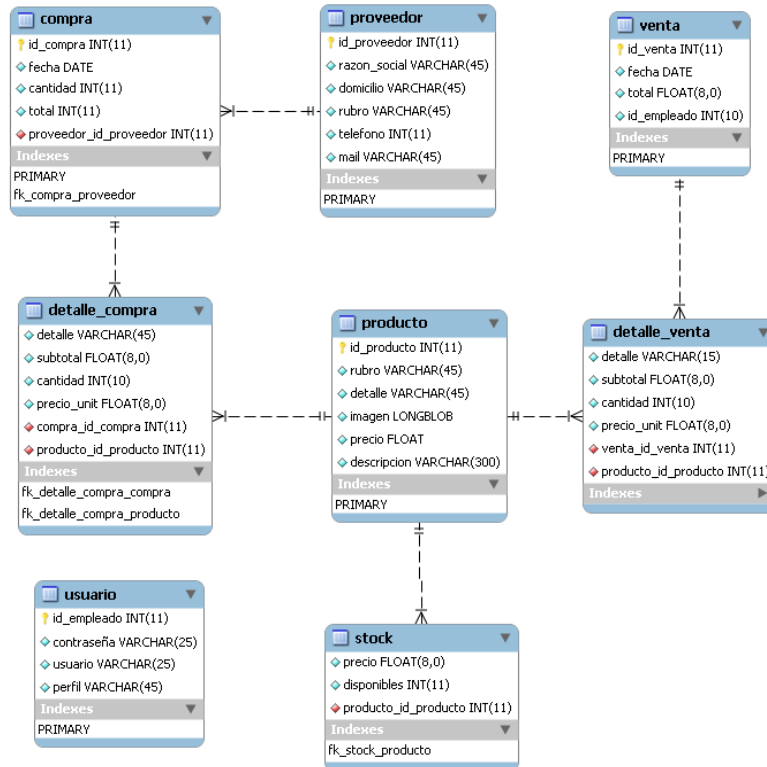 compra
id_compra INT(11)
fecha DATE
cantidad INT(11)
total INT(11)
proveedor_id_proveedor INT(11)
Indexes
PRIMARY
fk_compra_proveedor
proveedor
id_proveedor INT(11)
razon_social VARCHAR(45)
domicilio VARCHAR(45)
rubro VARCHAR(45)
telefono INT(11)
mail VARCHAR(45)
Indexes
PRIMARY
venta
id_venta INT(11)
fecha DATE
total FLOAT(8,0)
id_empleado INT(10)
Indexes
PRIMARY
detalle_compra
detalle VARCHAR(45)
subtotal FLOAT(8,0)
cantidad INT(10)
precio_unit FLOAT(8,0)
compra_id_compra INT(11)
producto_id_producto INT(11)
Indexes
fk_detalle_compra_compra
fk_detalle_compra_producto
producto
id_producto INT(11)
rubro VARCHAR(45)
detalle VARCHAR(45)
imagen LONGBLOB
precio FLOAT
descripcion VARCHAR(300)
Indexes
PRIMARY
detalle_venta
detalle VARCHAR(15)
subtotal FLOAT(8,0)
cantidad INT(10)
precio_unit FLOAT(8,0)
venta_id_venta INT(11)
producto_id_producto INT(11)
Indexes
usuario
id_empleado INT(11)
contraseña VARCHAR(25)
usuario VARCHAR(25)
perfil VARCHAR(45)
Indexes
PRIMARY
stock
precio FLOAT(8,0)
disponibles INT(11)
producto_id_producto INT(11)
Indexes
fk_stock_producto